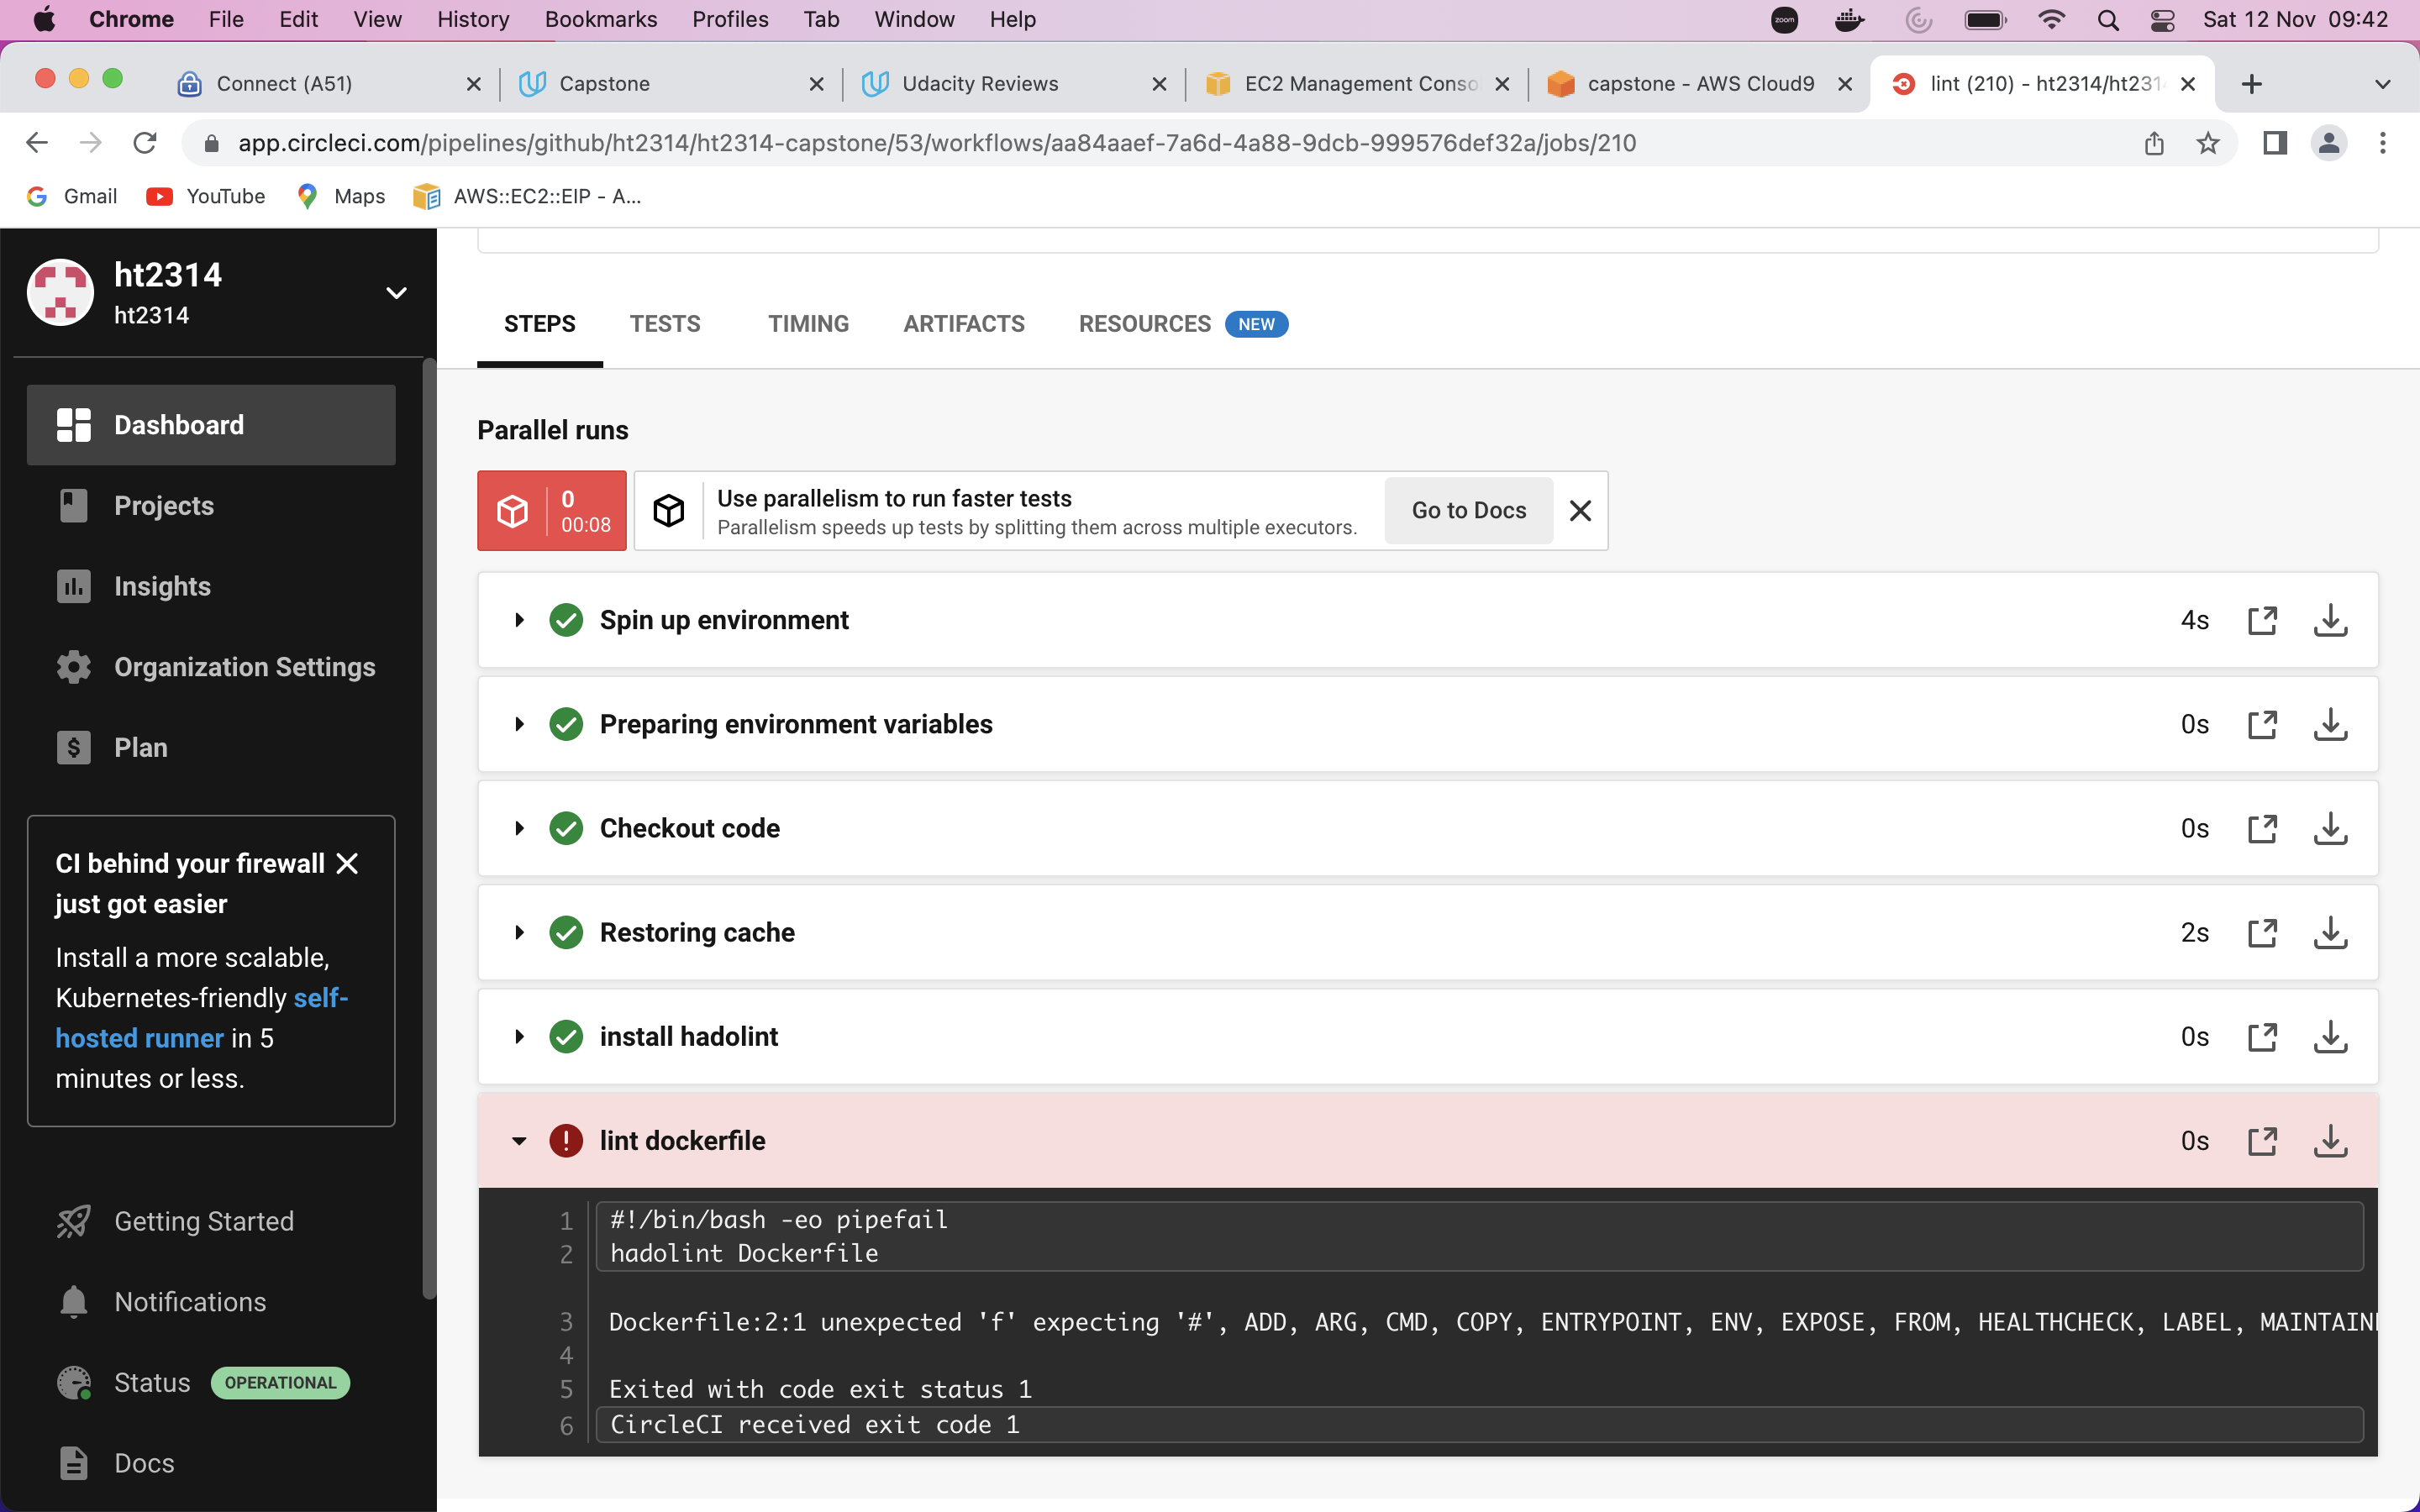 Chrome File Edit View History Bookmarks Profiles Tab Window Help zoom Sat 12 Nov 09:42
Connect (A51) Capstone Udacity Reviews EC2 Management Conso capstone - AWS Cloud9 lint (210) - ht2314/ht231
app.circleci.com/pipelines/github/ht2314/ht2314-capstone/53/workflows/aa84aaef-7a6d-4a88-9dcb-999576def32a/jobs/210
Gmail YouTube Maps AWS::EC2::EIP - A...
ht2314
ht2314
Dashboard
Projects
Insights
Organization Settings
Plan
CI behind your firewall
just got easier
Install a more scalable,
Kubernetes-friendly self-
hosted runner in 5
minutes or less.
Getting Started
Notifications
Status OPERATIONAL
Docs
STEPS TESTS TIMING ARTIFACTS RESOURCES NEW
Parallel runs
0
00:08
Use parallelism to run faster tests
Parallelism speeds up tests by splitting them across multiple executors.
Go to Docs
Spin up environment 4s
Preparing environment variables 0s
Checkout code 0s
Restoring cache 2s
install hadolint 0s
lint dockerfile 0s
1 #!/bin/bash -eo pipefail
2 hadolint Dockerfile
3 Dockerfile:2:1 unexpected 'f' expecting '#', ADD, ARG, CMD, COPY, ENTRYPOINT, ENV, EXPOSE, FROM, HEALTHCHECK, LABEL, MAINTAIN
4
5 Exited with code exit status 1
6 CircleCI received exit code 1